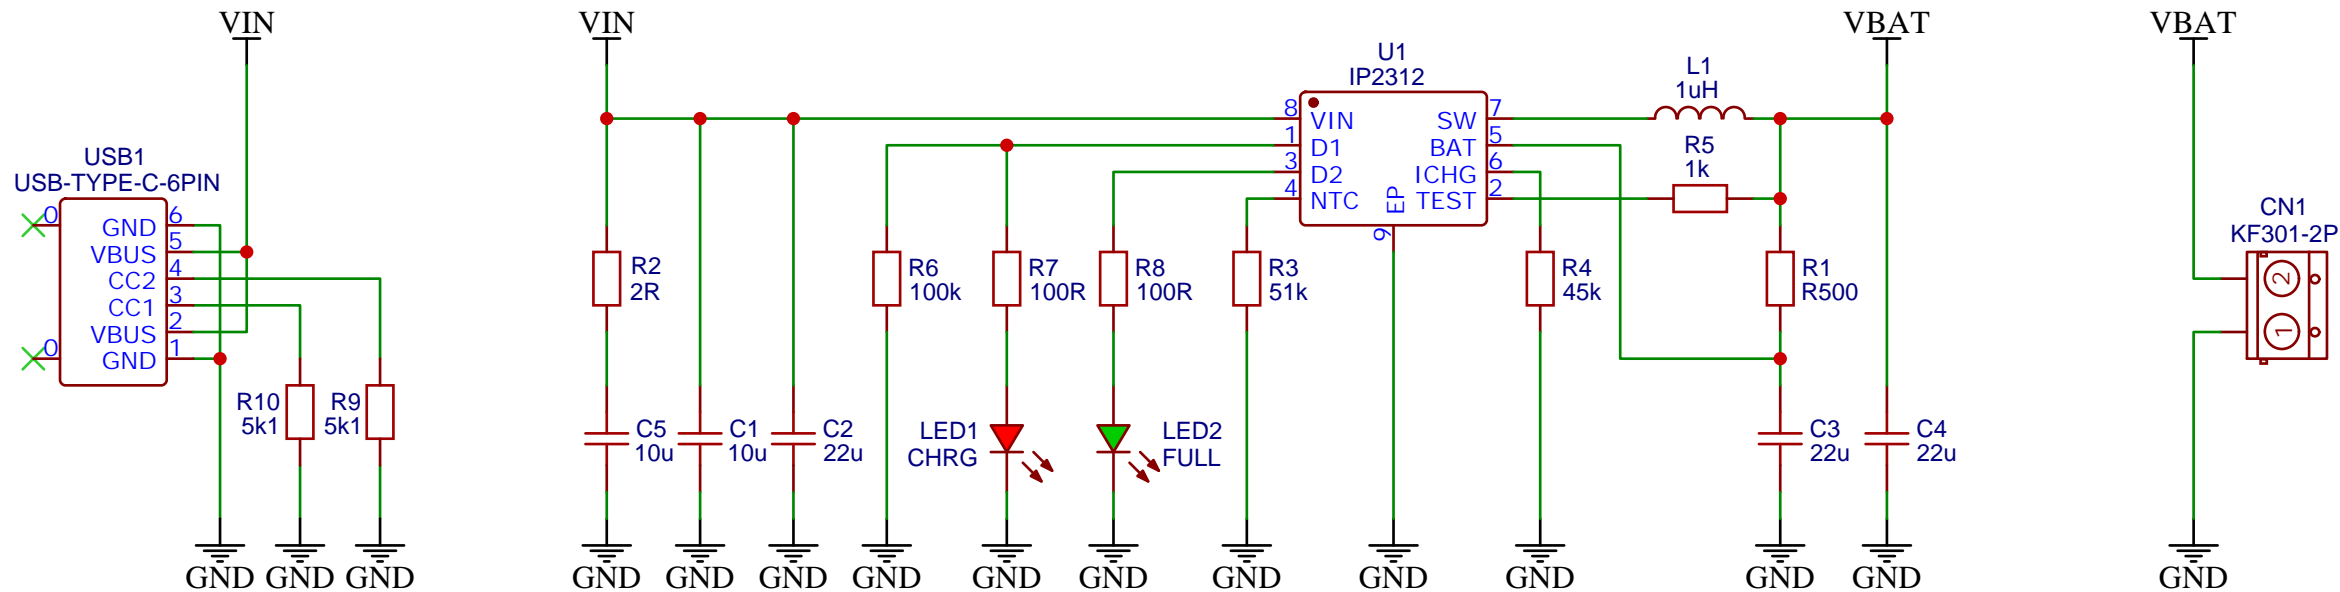 VIN
USB1
USB-TYPE-C-6PIN
0
0
GND 6
VBUS 5
CC2 4
CC1 3
VBUS 2
GND 1
R10
5k1
R9
5k1
GND GND GND
VIN
R2
2R
C5
10u
C1
10u
C2
22u
R6
100k
R7
100R
R8
100R
R3
51k
LED1
CHRG
LED2
FULL
U1
IP2312
8 VIN
1 D1
3 D2
4 NTC
SW 7
BAT 5
ICHG 6
TEST 2
EP
9
L1
1uH
R5
1k
R4
45k
R1
R500
C3
22u
C4
22u
VBAT
GND GND GND GND GND GND GND GND GND GND GND
VBAT
CN1
KF301-2P
2
1
GND